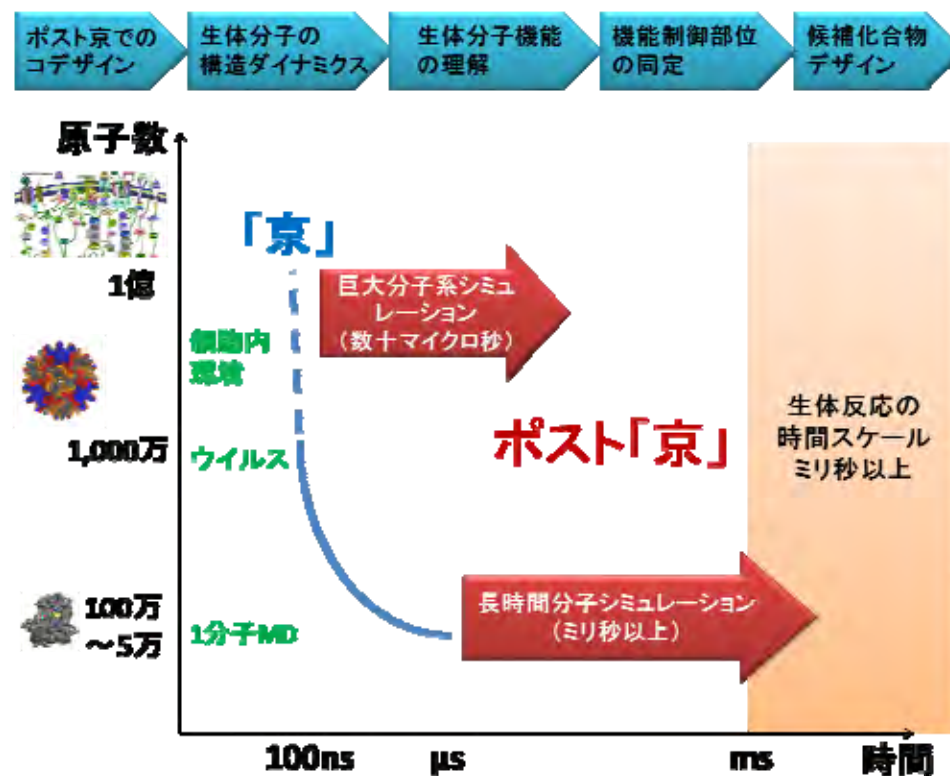 ポスト京での
コデザイン
生体分子の
構造ダイナミクス
生体分子機能
の理解
機能制御部位
の同定
候補化合物
デザイン
原子数
「京」
巨大分子系シミュ
レーション
(数十マイクロ秒)
1億
細胞内
環境
生体反応の
時間スケール
ミリ秒以上
ポスト「京」
1,000万
ウイルス
長時間分子シミュレーション
(ミリ秒以上)
100万
～5万
1分子MD
100ns
μs
ms
時間